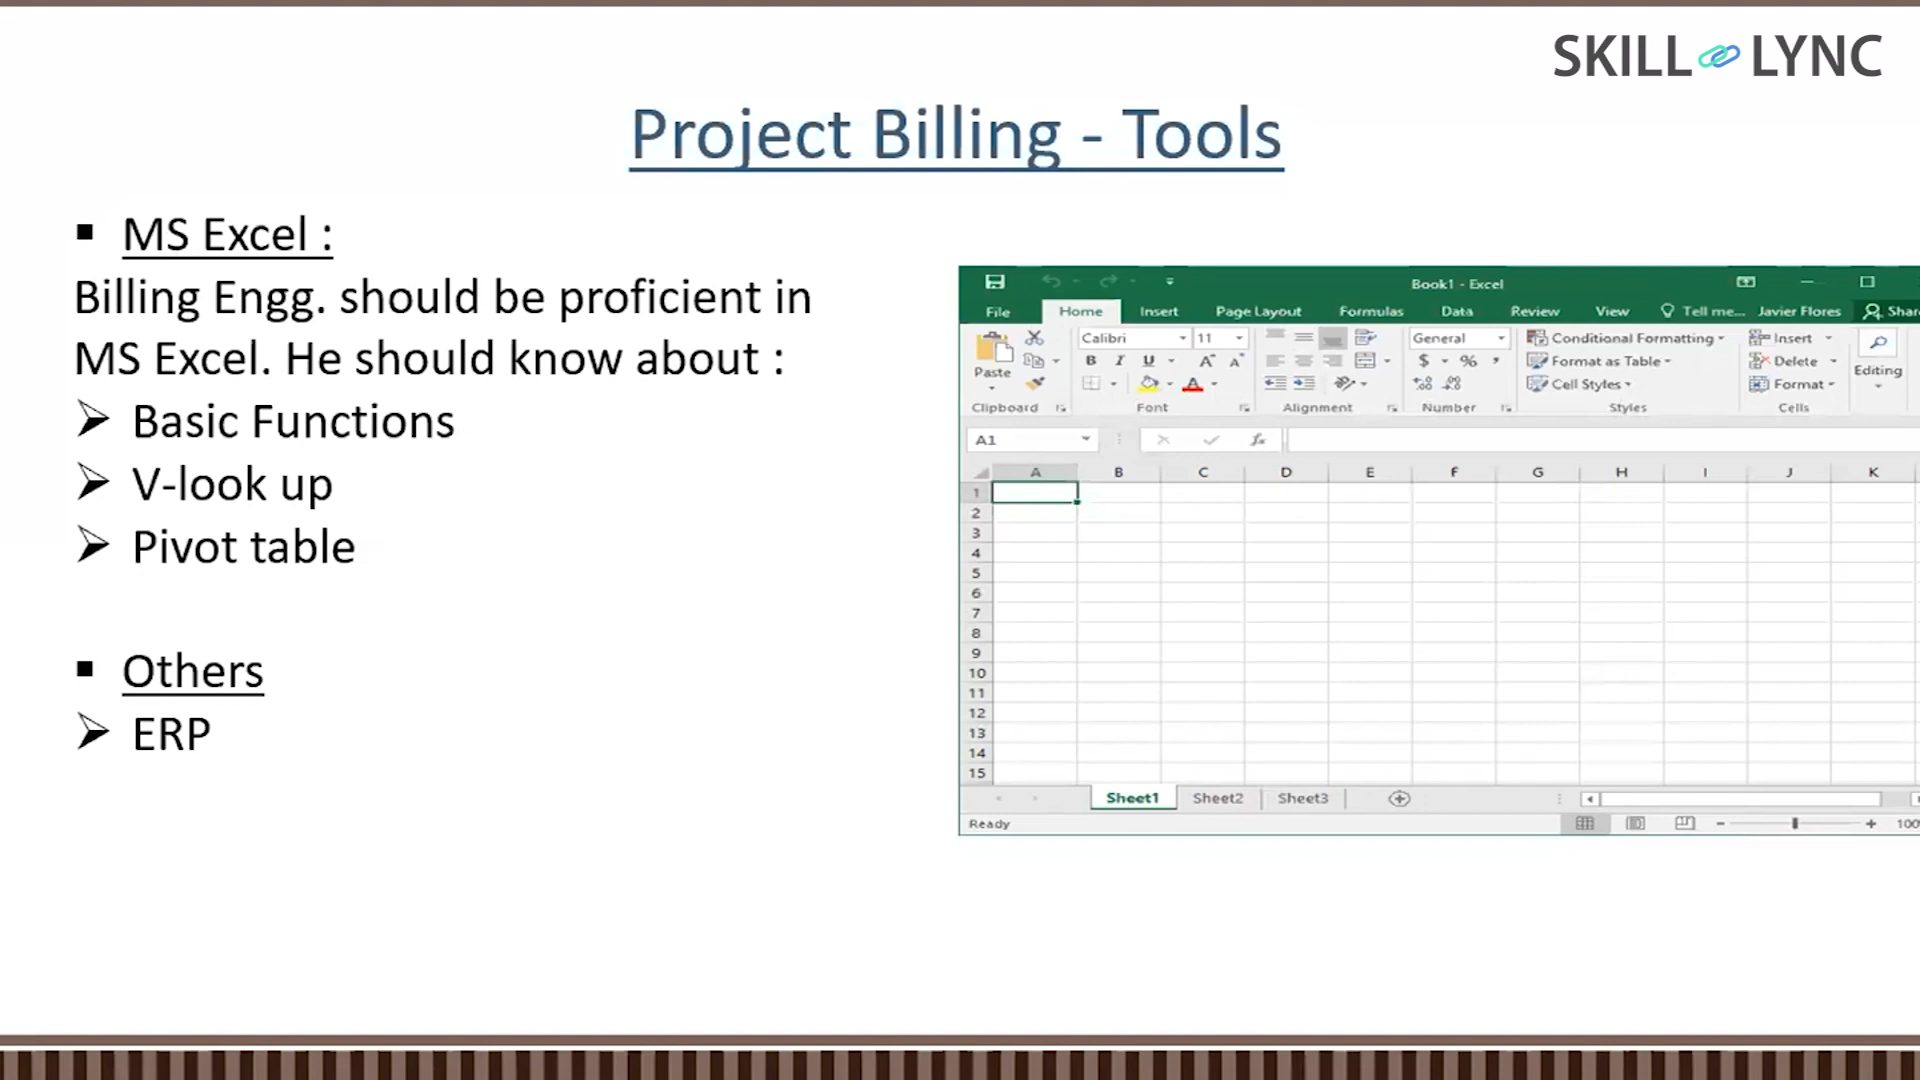 SKILL LYNC
Project Billing - Tools
MS Excel :
Billing Engg. should be proficient in
MS Excel. He should know about :
Basic Functions
V-look up
Pivot table
Others
ERP
Book1 - Excel
File Home Insert Page Layout Formulas Data Review View Tell me... Javier Flores Share
Calibri 11 General Conditional Formatting Insert
Paste B I U A A $ % , Format as Table Delete Editing
A Cell Styles Format
Clipboard Font Alignment Number Styles Cells
A1 fx
A B C D E F G H I J K
1
2
3
4
5
6
7
8
9
10
11
12
13
14
15
Sheet1 Sheet2 Sheet3
Ready 100